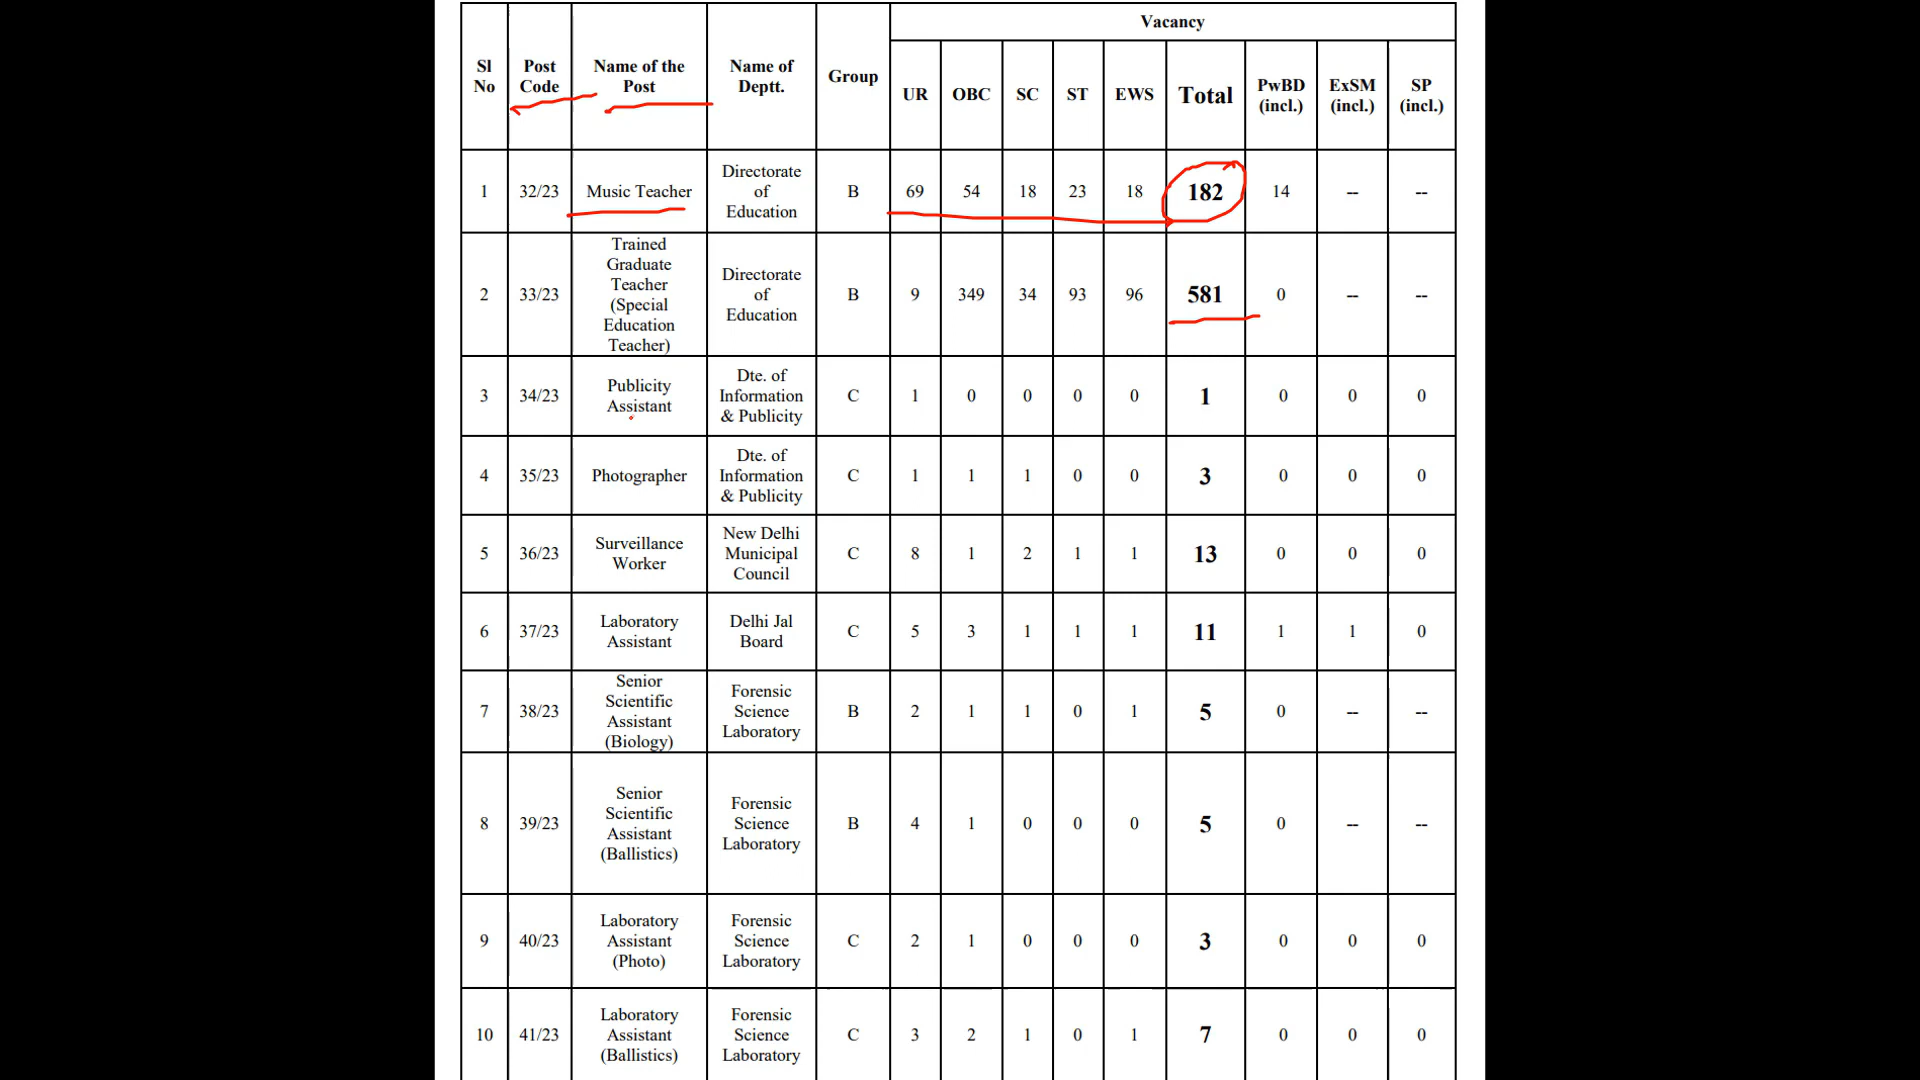 Vacancy
Sl No Post Code Name of the Post Name of Deptt. Group UR OBC SC ST EWS Total PwBD (incl.) ExSM (incl.) SP (incl.)
1 32/23 Music Teacher Directorate of Education B 69 54 18 23 18 182 14 -- --
2 33/23 Trained Graduate Teacher (Special Education Teacher) Directorate of Education B 9 349 34 93 96 581 0 -- --
3 34/23 Publicity Assistant Dte. of Information & Publicity C 1 0 0 0 0 1 0 0 0
4 35/23 Photographer Dte. of Information & Publicity C 1 1 1 0 0 3 0 0 0
5 36/23 Surveillance Worker New Delhi Municipal Council C 8 1 2 1 1 13 0 0 0
6 37/23 Laboratory Assistant Delhi Jal Board C 5 3 1 1 1 11 1 1 0
7 38/23 Senior Scientific Assistant (Biology) Forensic Science Laboratory B 2 1 1 0 1 5 0 -- --
8 39/23 Senior Scientific Assistant (Ballistics) Forensic Science Laboratory B 4 1 0 0 0 5 0 -- --
9 40/23 Laboratory Assistant (Photo) Forensic Science Laboratory C 2 1 0 0 0 3 0 0 0
10 41/23 Laboratory Assistant (Ballistics) Forensic Science Laboratory C 3 2 1 0 1 7 0 0 0